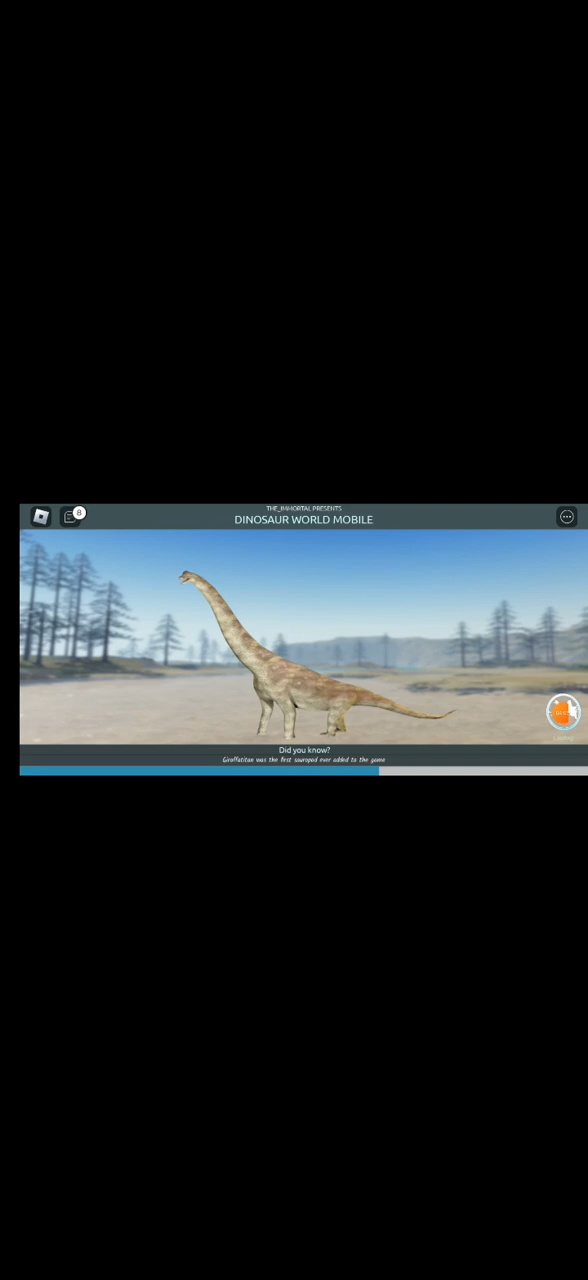 8
THE_IMMORTAL PRESENTS
DINOSAUR WORLD MOBILE
Loading
Did you know?
Giraffatitan was the first sauropod ever added to the game